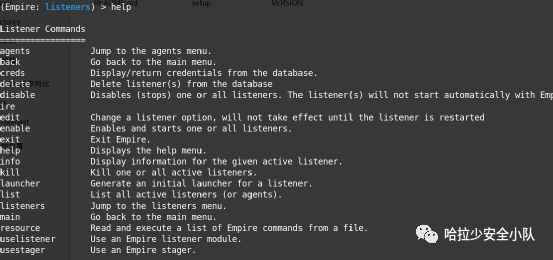 README.md setup VERSION
(Empire: listeners) > help
Listener Commands
=================
agents Jump to the agents menu.
back Go back to the main menu.
creds Display/return credentials from the database.
delete Delete listener(s) from the database
disable Disables (stops) one or all listeners. The listener(s) will not start automatically with Emp
ire
edit Change a listener option, will not take effect until the listener is restarted
enable Enables and starts one or all listeners.
exit Exit Empire.
help Displays the help menu.
info Display information for the given active listener.
kill Kill one or all active listeners.
launcher Generate an initial launcher for a listener.
list List all active listeners (or agents).
listeners Jump to the listeners menu.
main Go back to the main menu.
resource Read and execute a list of Empire commands from a file.
uselistener Use an Empire listener module.
usestager Use an Empire stager.
哈拉少安全小队